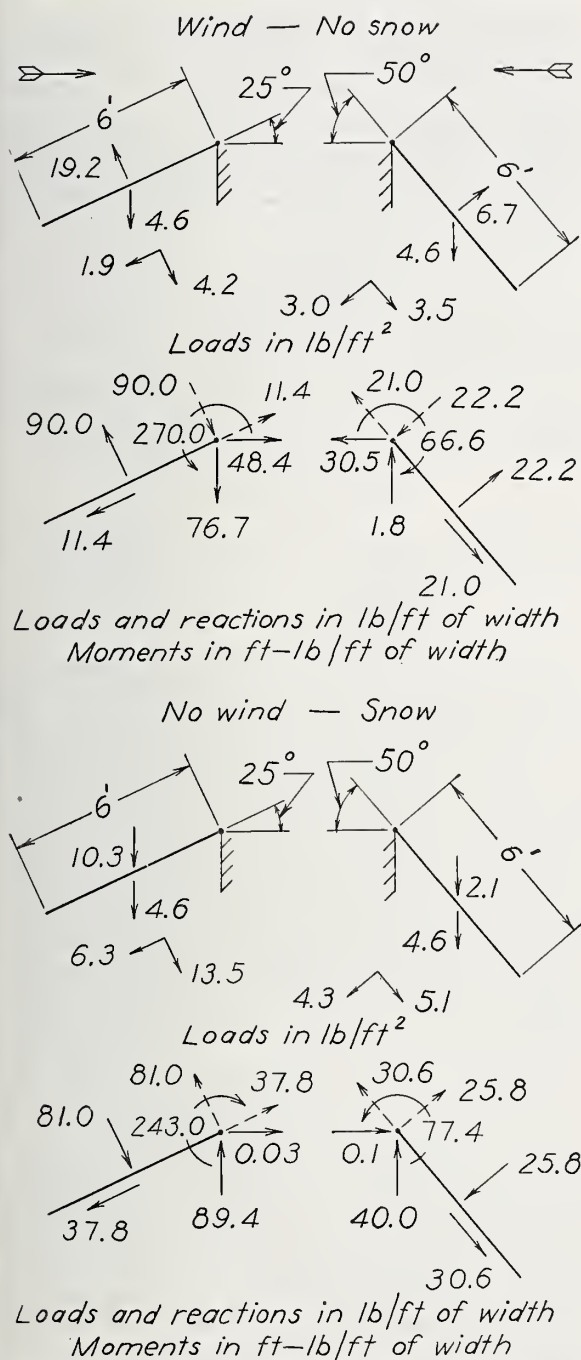 Wind — No snow
25° 50°
6' 6'
19.2 6.7
4.6 4.6
1.9 4.2 3.0 3.5
Loads in lb/ft²
90.0 11.4 21.0 22.2
90.0 270.0 48.4 30.5 66.6 22.2
76.7 1.8
11.4 21.0
Loads and reactions in lb/ft of width
Moments in ft-lb/ft of width
No wind — Snow
25° 50°
6' 6'
10.3 2.1
4.6 4.6
6.3 13.5 4.3 5.1
Loads in lb/ft²
81.0 37.8 30.6 25.8
81.0 243.0 0.03 0.1 77.4 25.8
37.8 89.4 40.0 30.6
Loads and reactions in lb/ft of width
Moments in ft-lb/ft of width